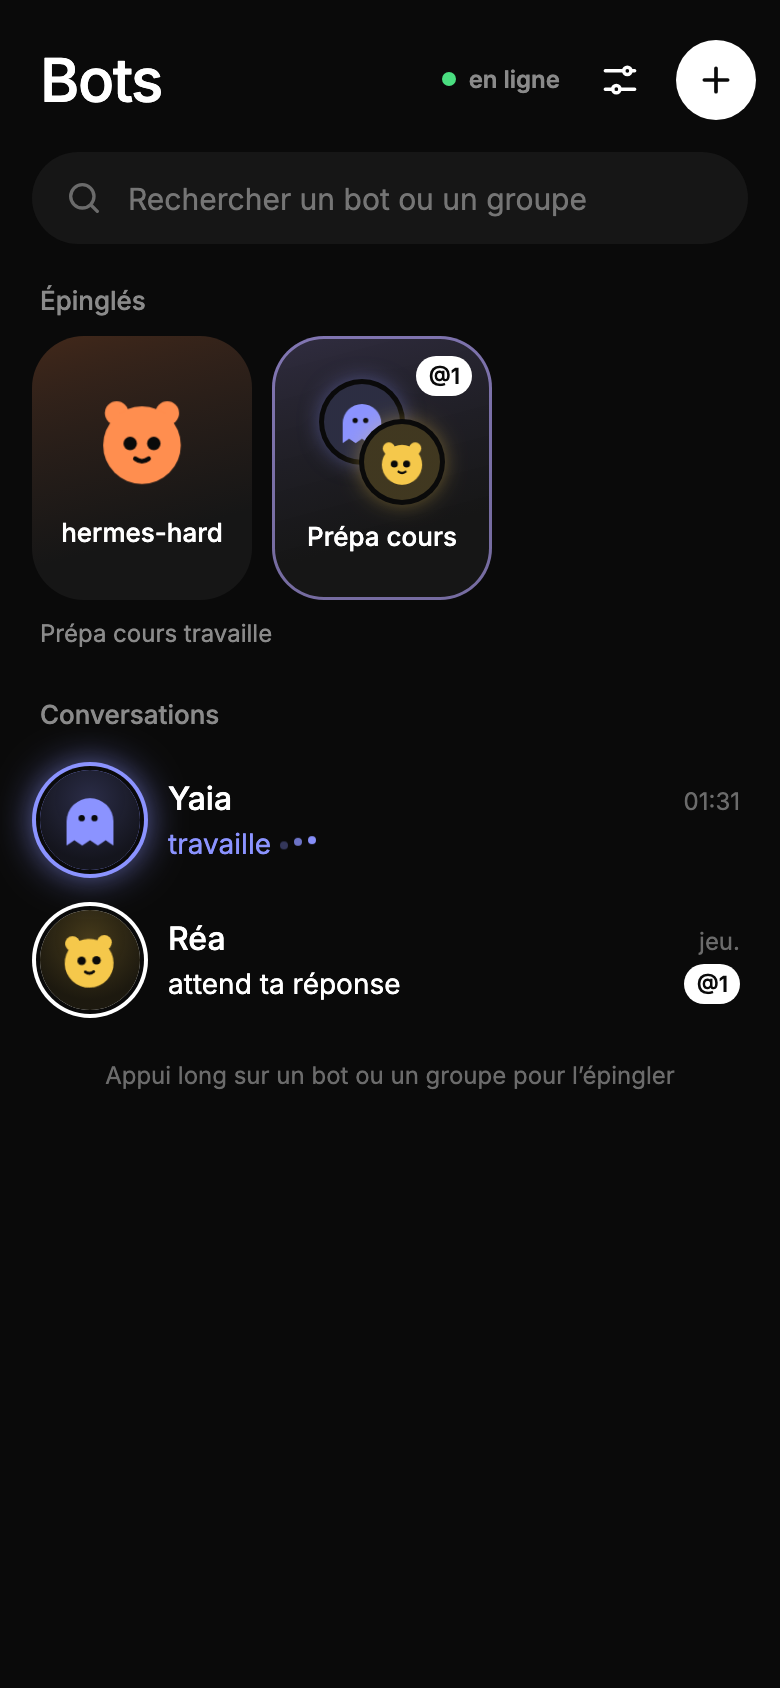 Bots
en ligne
Rechercher un bot ou un groupe
Épinglés
@1
hermes-hard
Prépa cours
Prépa cours travaille
Conversations
Yaia
01:31
travaille
Réa
jeu.
attend ta réponse
@1
Appui long sur un bot ou un groupe pour l’épingler